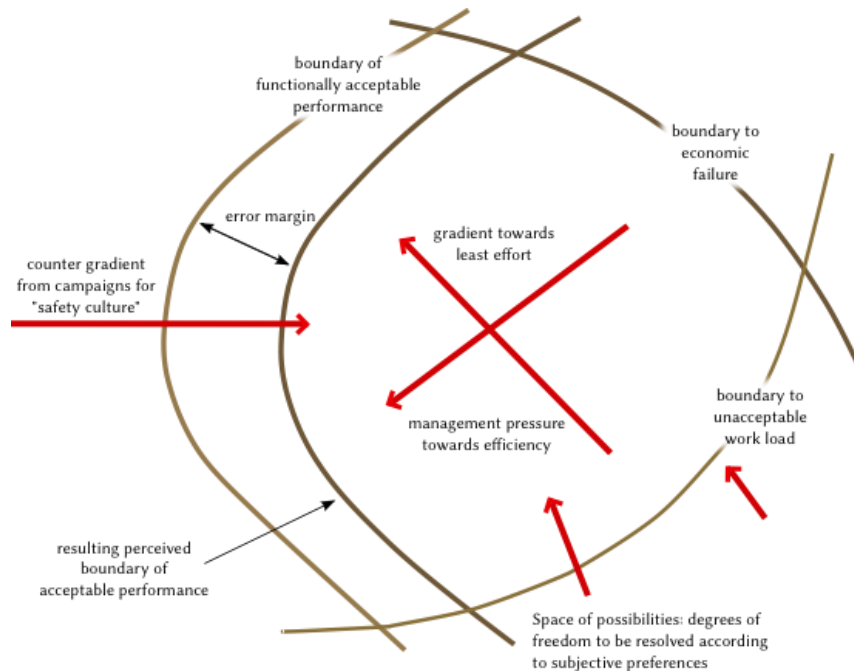 boundary of
functionally acceptable
performance
boundary to
economic
failure
error margin
gradient towards
least effort
counter gradient
from campaigns for
"safety culture"
boundary to
unacceptable
work load
management pressure
towards efficiency
resulting perceived
boundary of
acceptable performance
Space of possibilities: degrees of
freedom to be resolved according
to subjective preferences